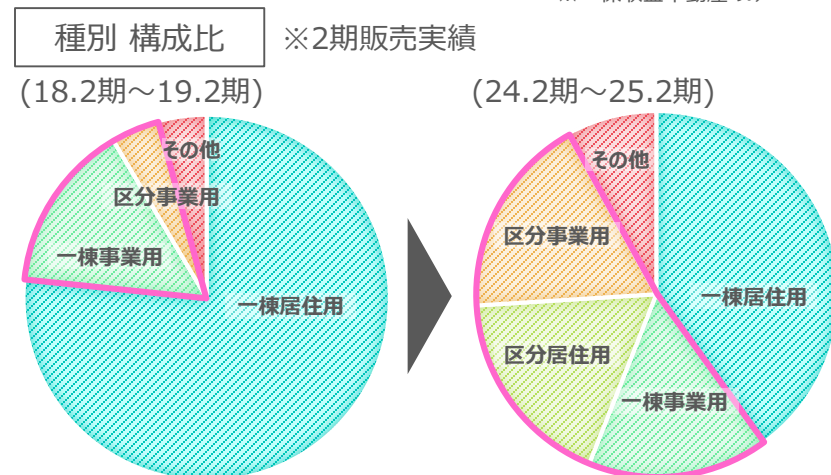 種別 構成比
※2期販売実績
(18.2期～19.2期)
(24.2期～25.2期)
その他
区分事業用
一棟事業用
一棟居住用
その他
区分事業用
一棟居住用
区分居住用
一棟事業用